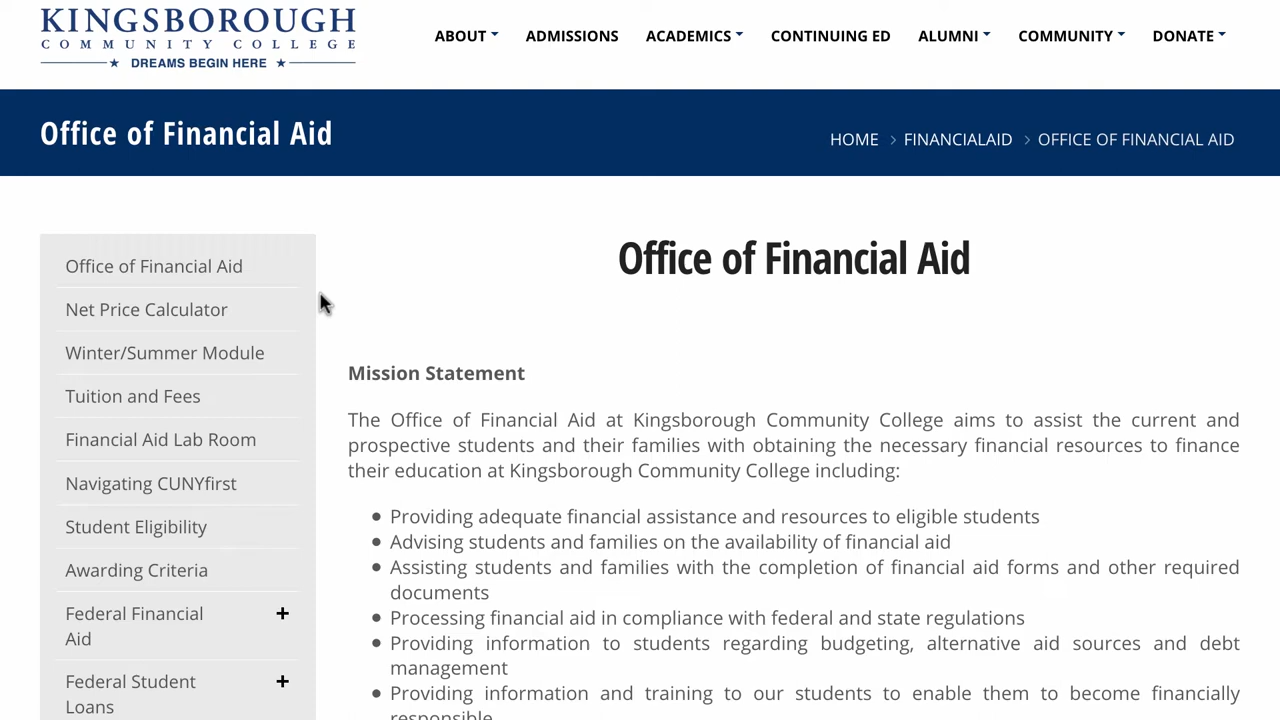 KINGSBOROUGH
COMMUNITY COLLEGE
DREAMS BEGIN HERE
ABOUT ADMISSIONS ACADEMICS CONTINUING ED ALUMNI COMMUNITY DONATE
Office of Financial Aid
HOME > FINANCIALAID > OFFICE OF FINANCIAL AID
Office of Financial Aid
Net Price Calculator
Winter/Summer Module
Tuition and Fees
Financial Aid Lab Room
Navigating CUNYfirst
Student Eligibility
Awarding Criteria
Federal Financial
Aid +
Federal Student
Loans +
Office of Financial Aid
Mission Statement
The Office of Financial Aid at Kingsborough Community College aims to assist the current and
prospective students and their families with obtaining the necessary financial resources to finance
their education at Kingsborough Community College including:
• Providing adequate financial assistance and resources to eligible students
• Advising students and families on the availability of financial aid
• Assisting students and families with the completion of financial aid forms and other required
documents
• Processing financial aid in compliance with federal and state regulations
• Providing information to students regarding budgeting, alternative aid sources and debt
management
• Providing information and training to our students to enable them to become financially
responsible